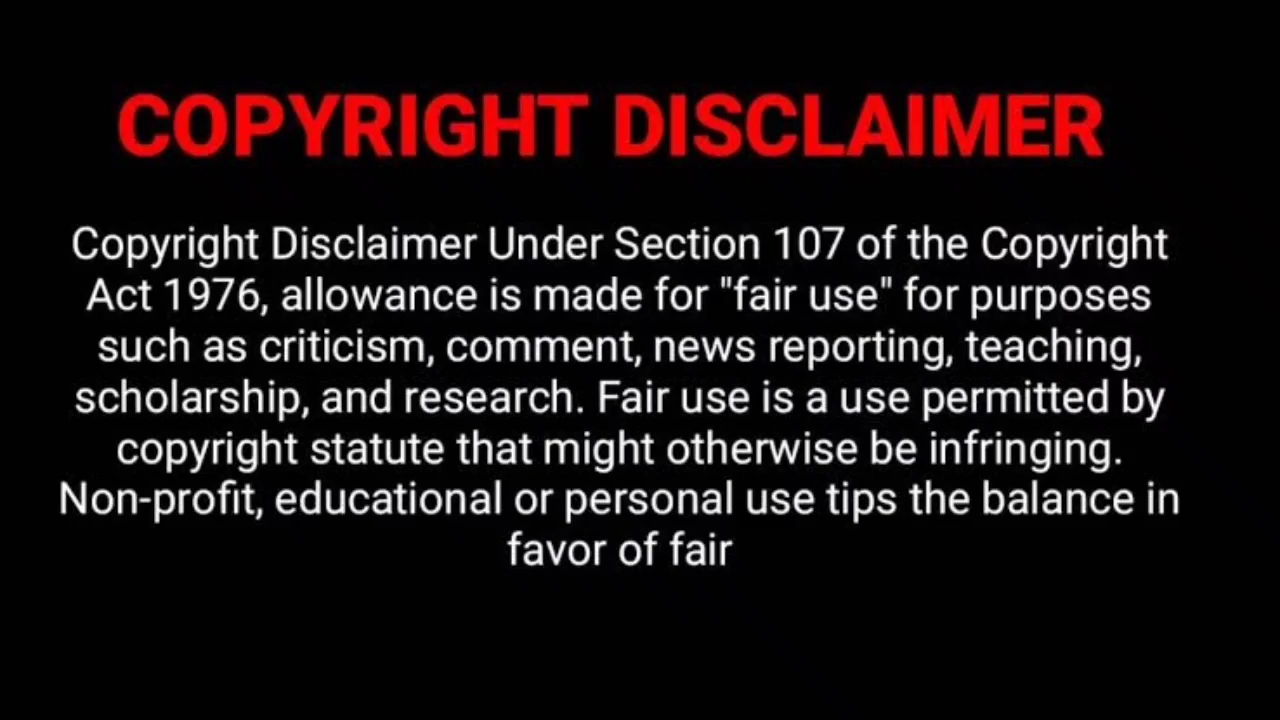 COPYRIGHT DISCLAIMER
Copyright Disclaimer Under Section 107 of the Copyright
Act 1976, allowance is made for "fair use" for purposes
such as criticism, comment, news reporting, teaching,
scholarship, and research. Fair use is a use permitted by
copyright statute that might otherwise be infringing.
Non-profit, educational or personal use tips the balance in
favor of fair